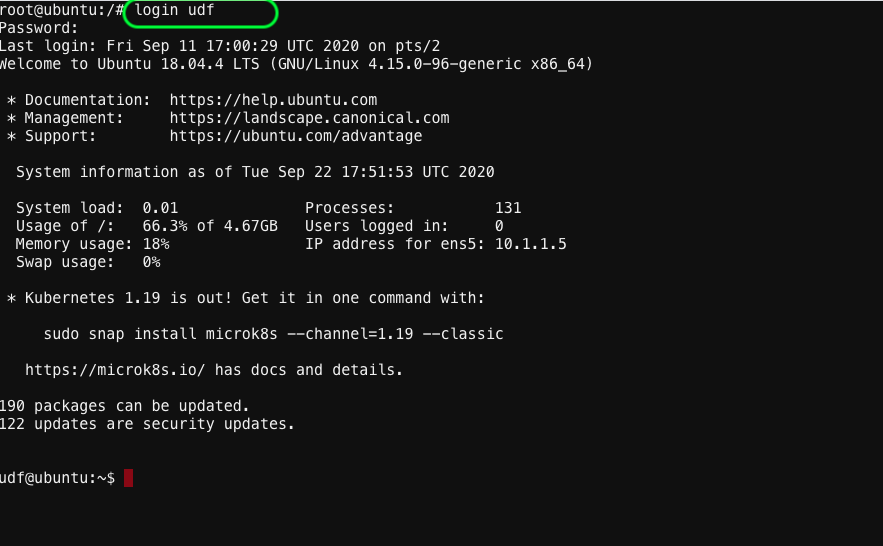 root@ubuntu:/# login udf
Password:
Last login: Fri Sep 11 17:00:29 UTC 2020 on pts/2
Welcome to Ubuntu 18.04.4 LTS (GNU/Linux 4.15.0-96-generic x86_64)
* Documentation:  https://help.ubuntu.com
* Management:     https://landscape.canonical.com
* Support:        https://ubuntu.com/advantage
System information as of Tue Sep 22 17:51:53 UTC 2020
System load:  0.01              Processes:           131
Usage of /:   66.3% of 4.67GB   Users logged in:     0
Memory usage: 18%               IP address for ens5: 10.1.1.5
Swap usage:   0%
* Kubernetes 1.19 is out! Get it in one command with:
sudo snap install microk8s --channel=1.19 --classic
https://microk8s.io/ has docs and details.
190 packages can be updated.
122 updates are security updates.
udf@ubuntu:~$